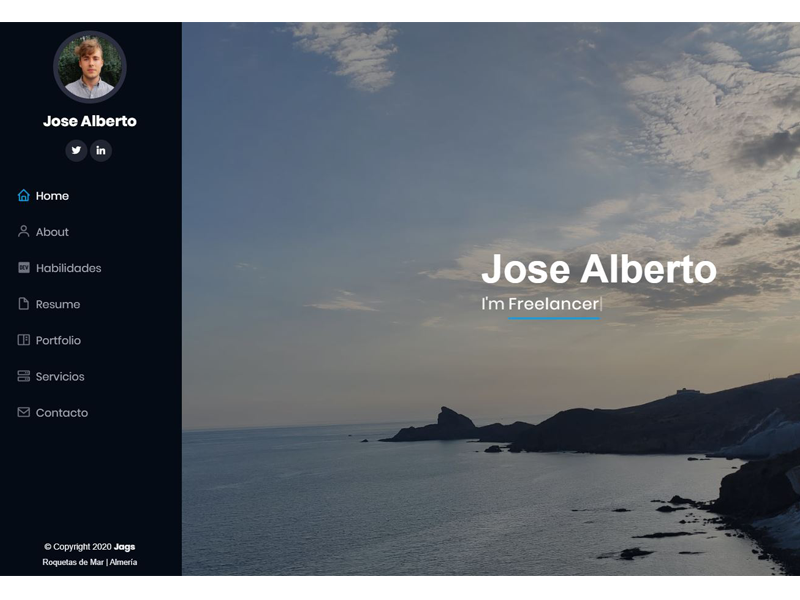 Jose Alberto
Home
About
Habilidades
Resume
Portfolio
Servicios
Contacto
© Copyright 2020 Jags
Roquetas de Mar | Almería
Jose Alberto
I'm Freelancer